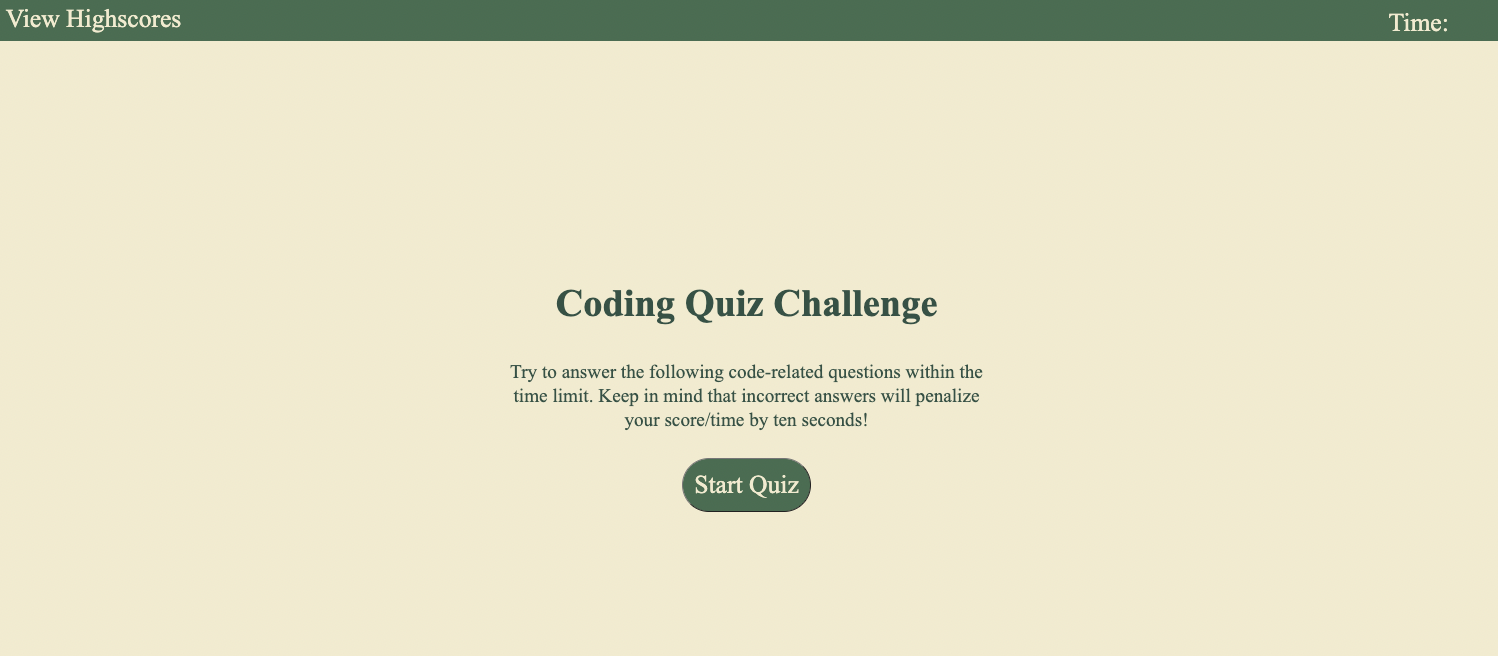 View Highscores
Time:
Coding Quiz Challenge
Try to answer the following code-related questions within the
time limit. Keep in mind that incorrect answers will penalize
your score/time by ten seconds!
Start Quiz